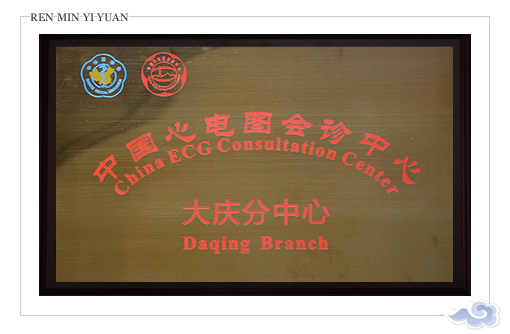 REN MIN YI YUAN
中国心电图会诊中心
China ECG Consultation Center
大庆分中心
Daqing Branch